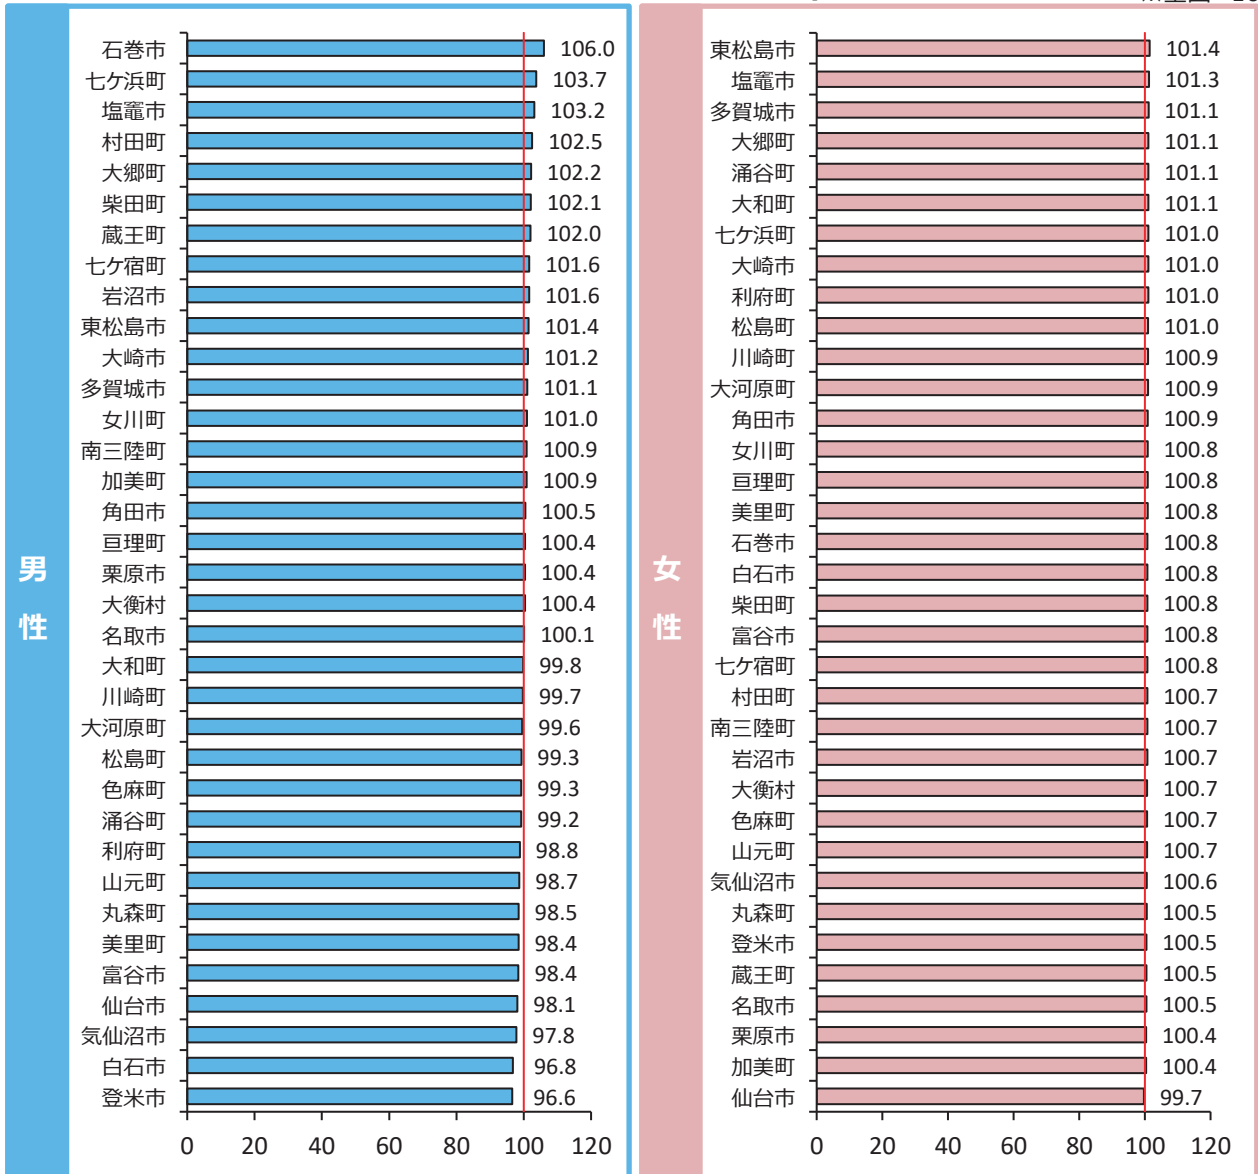 男
性
石巻市 106.0
七ケ浜町 103.7
塩竈市 103.2
村田町 102.5
大郷町 102.2
柴田町 102.1
蔵王町 102.0
七ケ宿町 101.6
岩沼市 101.6
東松島市 101.4
大崎市 101.2
多賀城市 101.1
女川町 101.0
南三陸町 100.9
加美町 100.9
角田市 100.5
亘理町 100.4
栗原市 100.4
大衡村 100.4
名取市 100.1
大和町 99.8
川崎町 99.7
大河原町 99.6
松島町 99.3
色麻町 99.3
涌谷町 99.2
利府町 98.8
山元町 98.7
丸森町 98.5
美里町 98.4
富谷市 98.4
仙台市 98.1
気仙沼市 97.8
白石市 96.8
登米市 96.6
0 20 40 60 80 100 120
女
性
東松島市 101.4
塩竈市 101.3
多賀城市 101.1
大郷町 101.1
涌谷町 101.1
大和町 101.1
七ケ浜町 101.0
大崎市 101.0
利府町 101.0
松島町 101.0
川崎町 100.9
大河原町 100.9
角田市 100.9
女川町 100.8
亘理町 100.8
美里町 100.8
石巻市 100.8
白石市 100.8
柴田町 100.8
富谷市 100.8
七ケ宿町 100.8
村田町 100.7
南三陸町 100.7
岩沼市 100.7
大衡村 100.7
色麻町 100.7
山元町 100.7
気仙沼市 100.6
丸森町 100.5
登米市 100.5
蔵王町 100.5
名取市 100.5
栗原市 100.4
加美町 100.4
仙台市 99.7
0 20 40 60 80 100 120